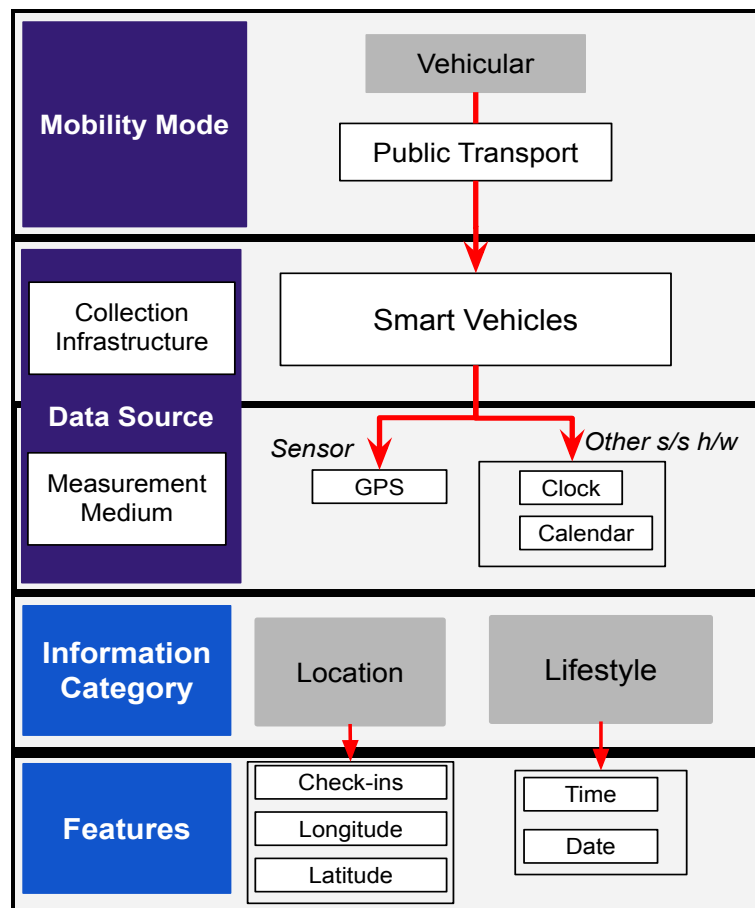 Vehicular
Mobility Mode
Public Transport
Collection
Infrastructure
Smart Vehicles
Data Source
Sensor
Other s/s h/w
Measurement
Medium
GPS
Clock
Calendar
Information
Category
Location
Lifestyle
Features
Check-ins
Longitude
Latitude
Time
Date